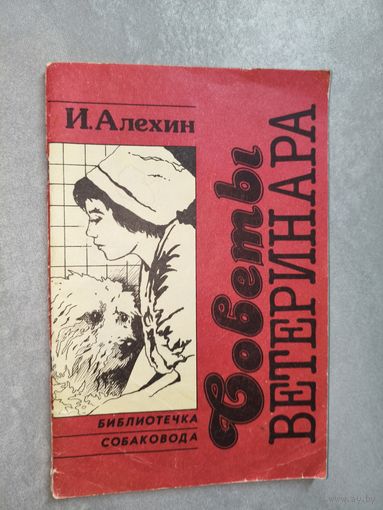 И.Алехин
Советы
ВЕТЕРИНАРА
БИБЛИОТЕЧКА
СОБАКОВОДА